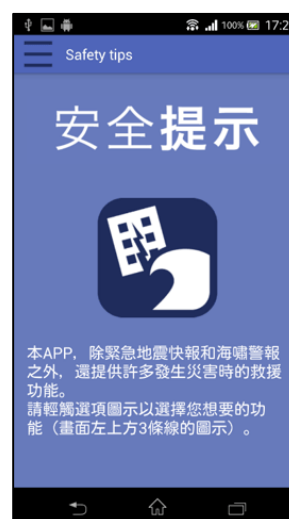 100% 17:2
Safety tips
安全提示
本APP，除緊急地震快報和海嘯警報
之外，還提供許多發生災害時的救援
功能。
請輕觸選項圖示以選擇您想要的功
能（畫面左上方3條線的圖示）。